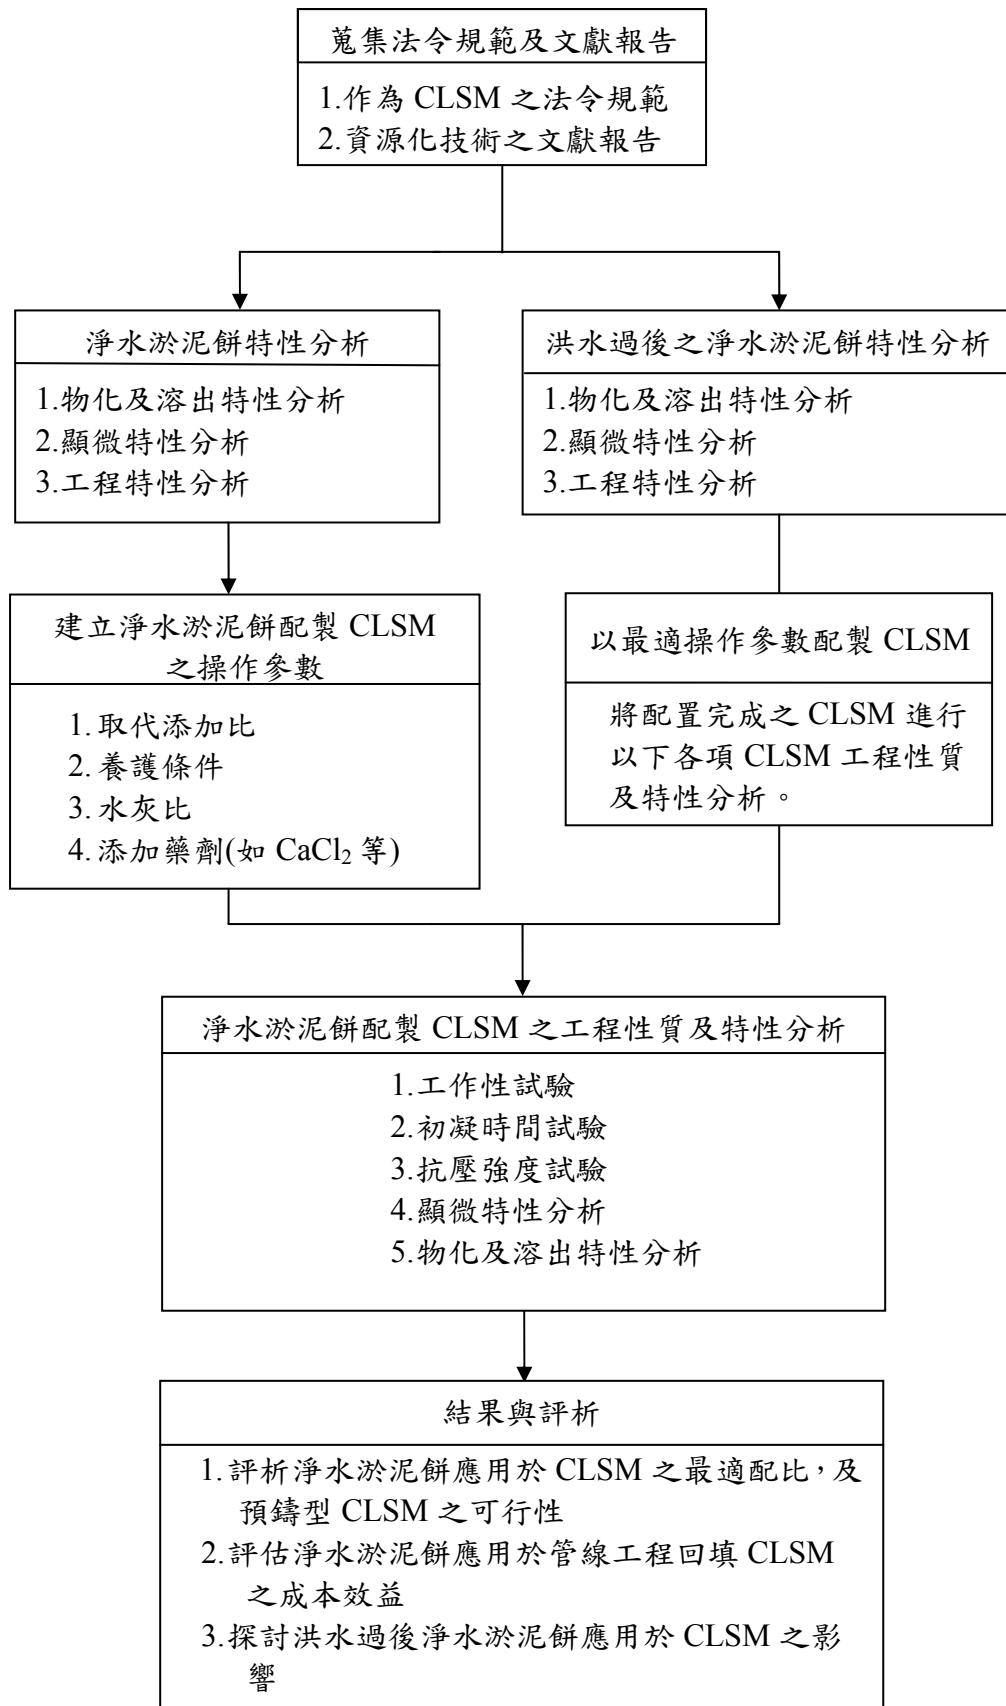 蒐集法令規範及文獻報告
1.作為 CLSM 之法令規範
2.資源化技術之文獻報告
淨水淤泥餅特性分析
1.物化及溶出特性分析
2.顯微特性分析
3.工程特性分析
洪水過後之淨水淤泥餅特性分析
1.物化及溶出特性分析
2.顯微特性分析
3.工程特性分析
建立淨水淤泥餅配製 CLSM
之操作參數
1.取代添加比
2.養護條件
3.水灰比
4.添加藥劑(如 CaCl₂ 等)
以最適操作參數配製 CLSM
將配置完成之 CLSM 進行
以下各項 CLSM 工程性質
及特性分析。
淨水淤泥餅配製 CLSM 之工程性質及特性分析
1.工作性試驗
2.初凝時間試驗
3.抗壓強度試驗
4.顯微特性分析
5.物化及溶出特性分析
結果與評析
1.評析淨水淤泥餅應用於 CLSM 之最適配比，及
預鑄型 CLSM 之可行性
2.評估淨水淤泥餅應用於管線工程回填 CLSM
之成本效益
3.探討洪水過後淨水淤泥餅應用於 CLSM 之影
響